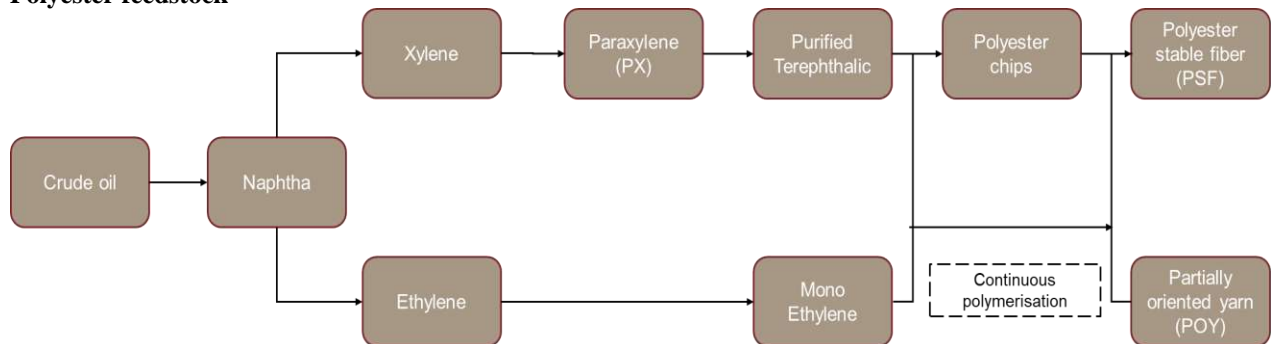 Polyester feedstock
Xylene
Paraxylene
(PX)
Purified
Terephthalic
Polyester
chips
Polyester
stable fiber
(PSF)
Crude oil
Naphtha
Ethylene
Mono
Ethylene
Continuous
polymerisation
Partially
oriented yarn
(POY)